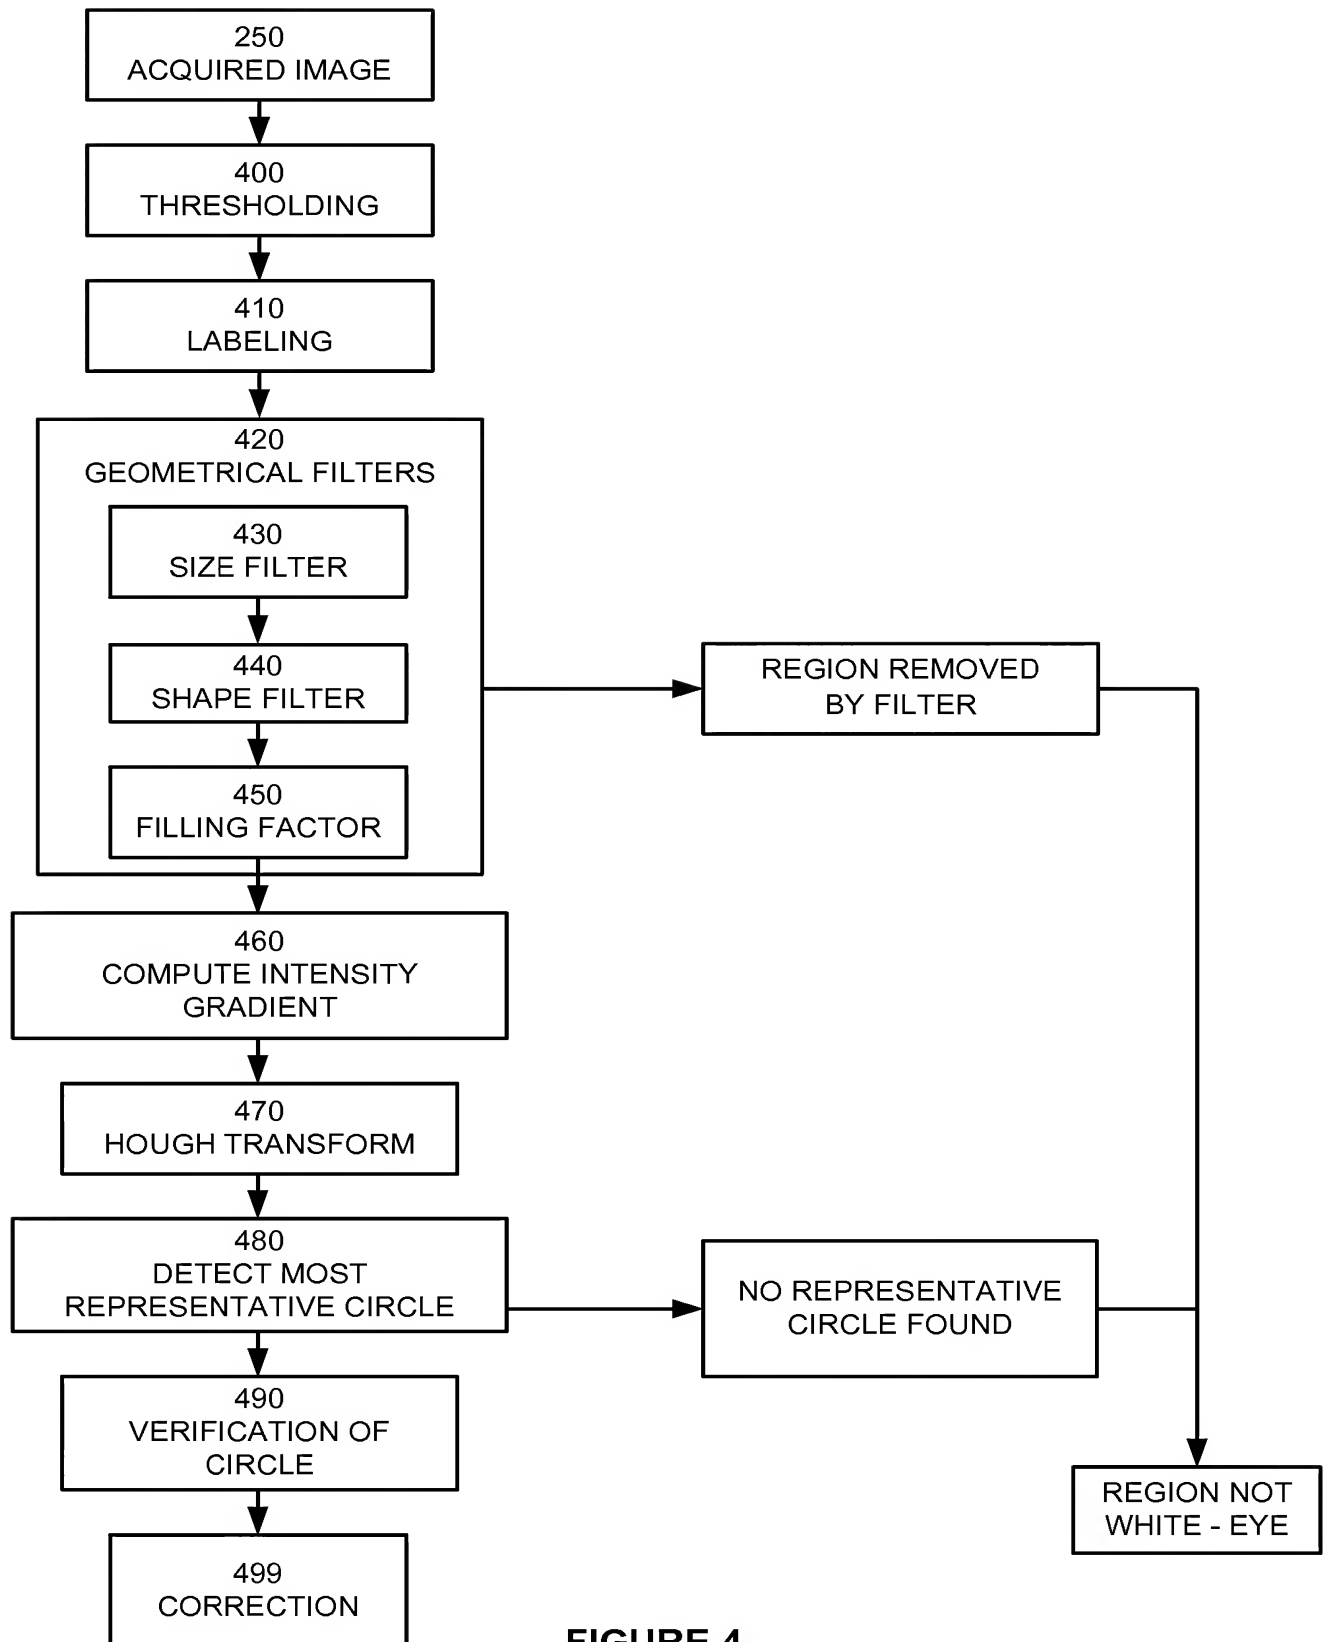 250
ACQUIRED IMAGE
400
THRESHOLDING
410
LABELING
420
GEOMETRICAL FILTERS
430
SIZE FILTER
440
SHAPE FILTER
450
FILLING FACTOR
REGION REMOVED
BY FILTER
460
COMPUTE INTENSITY
GRADIENT
470
HOUGH TRANSFORM
480
DETECT MOST
REPRESENTATIVE CIRCLE
NO REPRESENTATIVE
CIRCLE FOUND
490
VERIFICATION OF
CIRCLE
REGION NOT
WHITE - EYE
499
CORRECTION
FIGURE 4